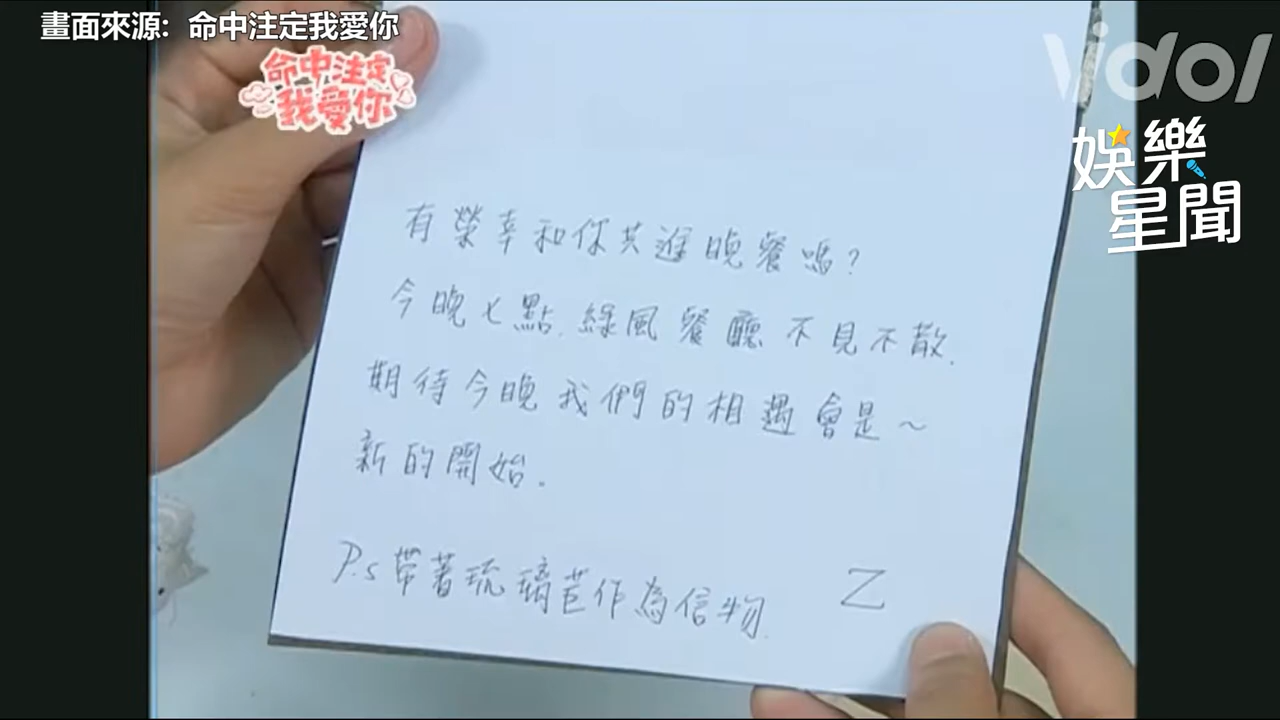 畫面來源: 命中注定我愛你
命中注定
我愛你
Vidol
娛樂
星聞
有榮幸和你共進晚餐嗎?
今晚七點.綠風餐廳不見不散.
期待今晚我們的相遇會是~
新的開始.
P.s帶著琉璃苣作為信物.
乙